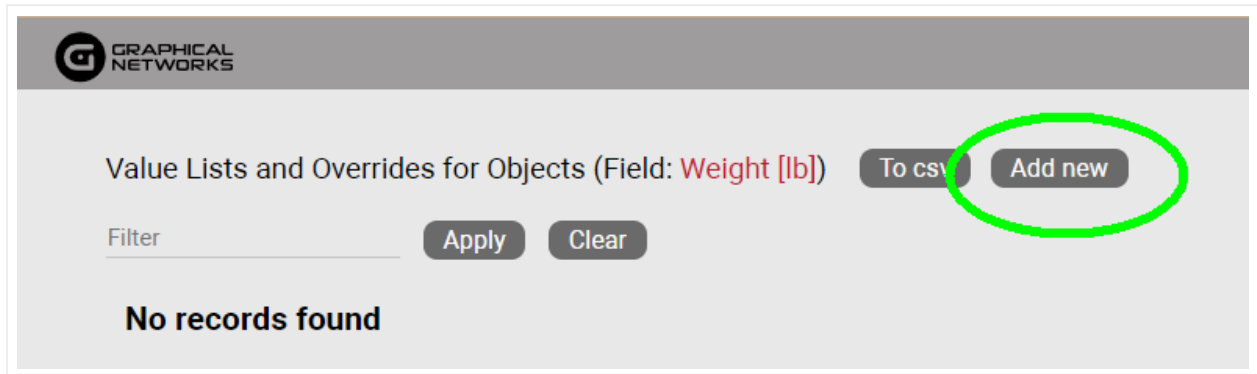 GRAPHICAL
NETWORKS
Value Lists and Overrides for Objects (Field: Weight [lb]) To csv Add new
Filter Apply Clear
No records found